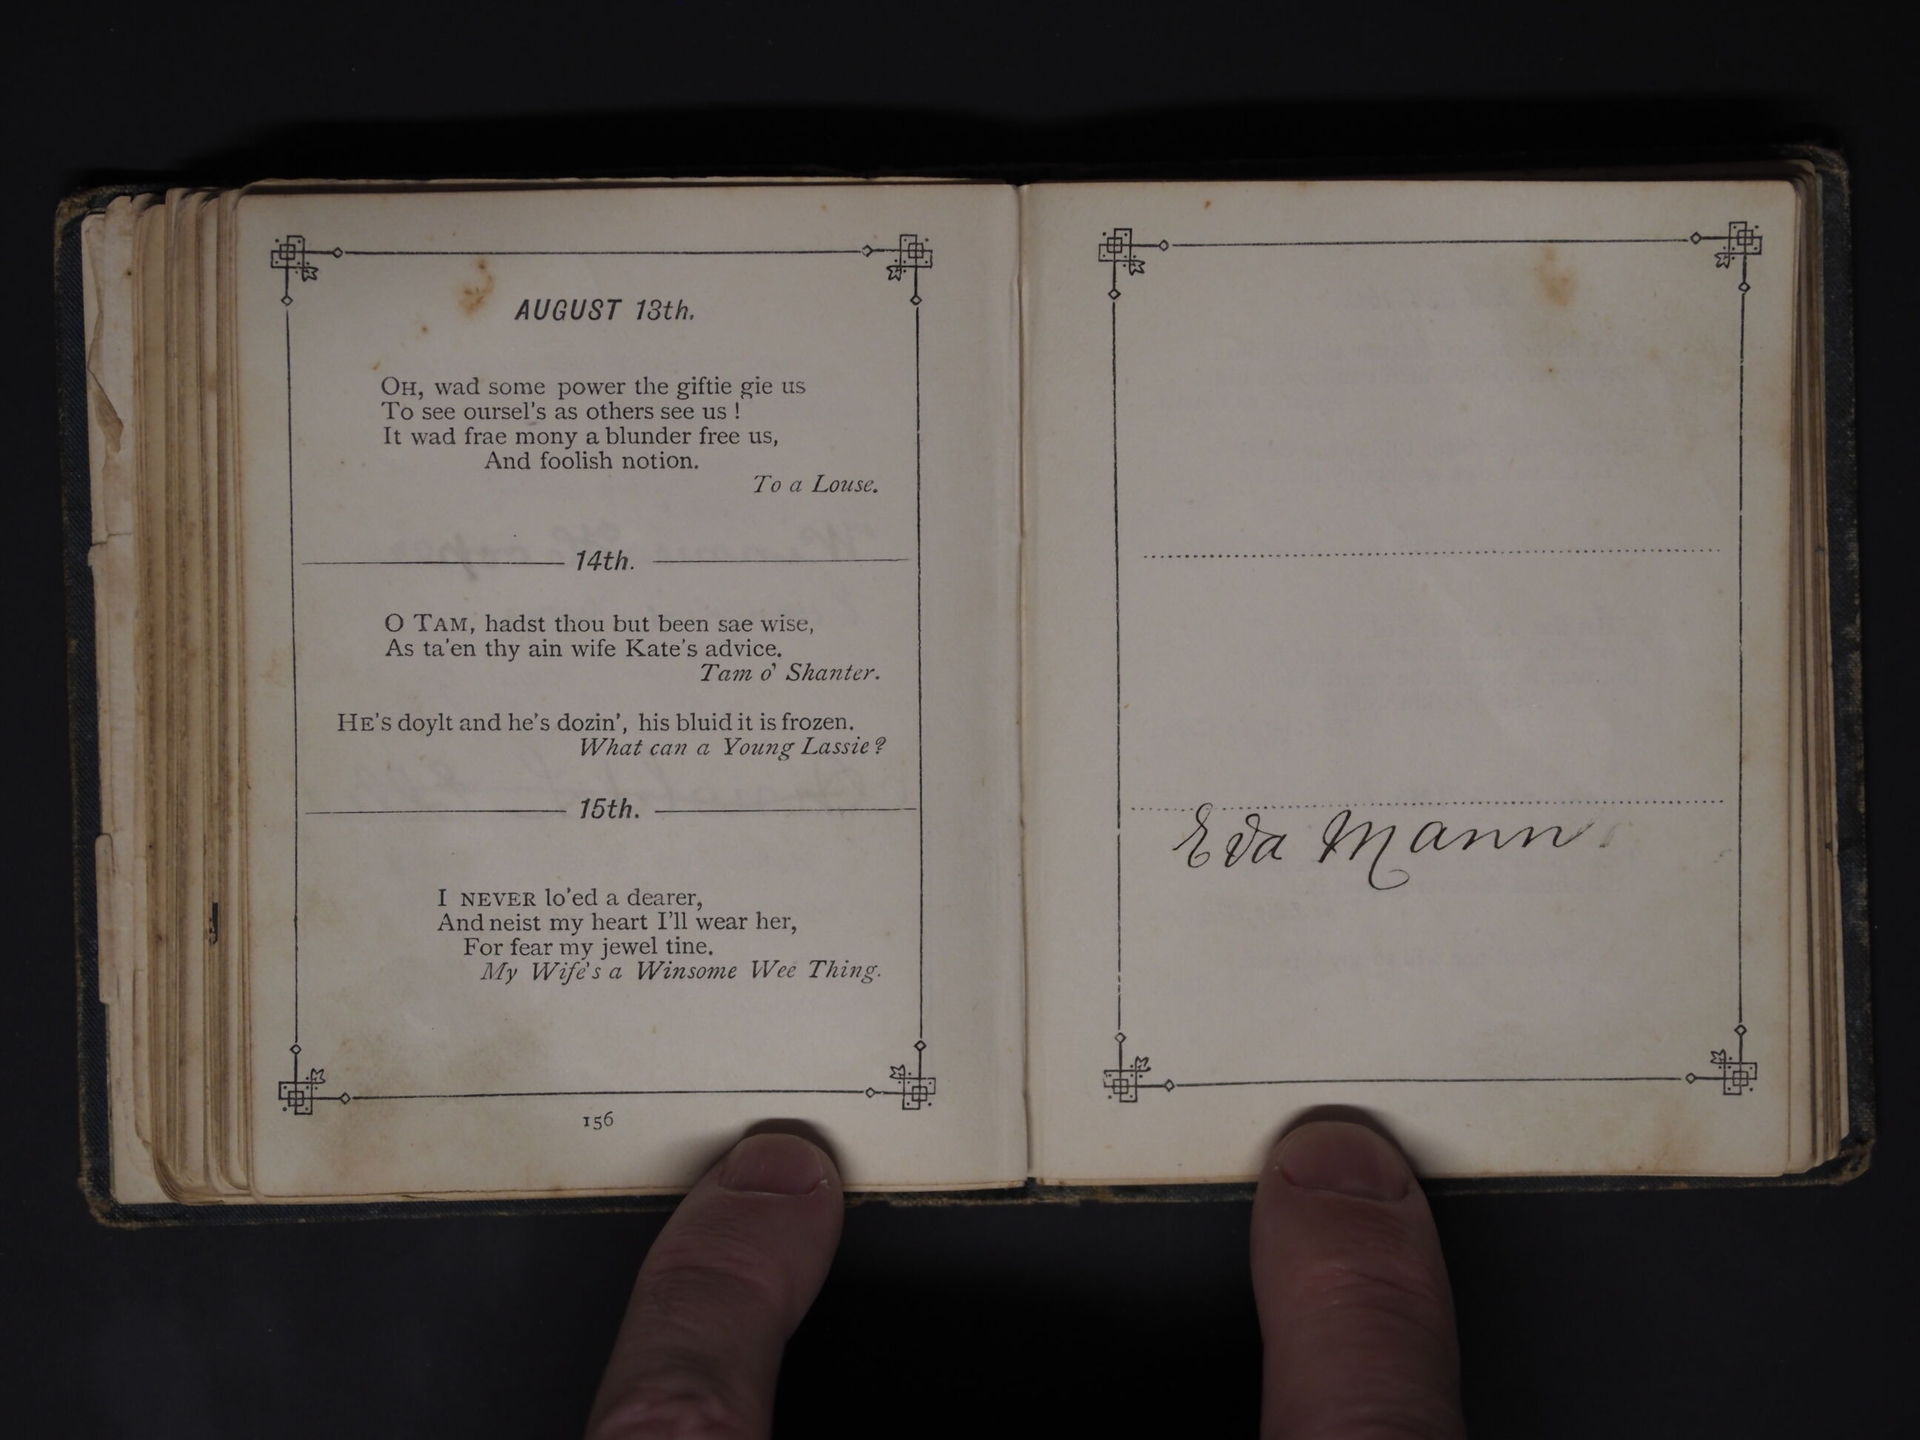 AUGUST 13th.
OH, wad some power the giftie gie us
To see oursel's as others see us !
It wad frae mony a blunder free us,
And foolish notion.
To a Louse.
14th.
O TAM, hadst thou but been sae wise,
As ta'en thy ain wife Kate's advice.
Tam o' Shanter.
HE'S doylt and he's dozin', his bluid it is frozen.
What can a Young Lassie?
15th.
I NEVER lo'ed a dearer,
And neist my heart I'll wear her,
For fear my jewel tine.
My Wife's a Winsome Wee Thing.
156
Eva Mann